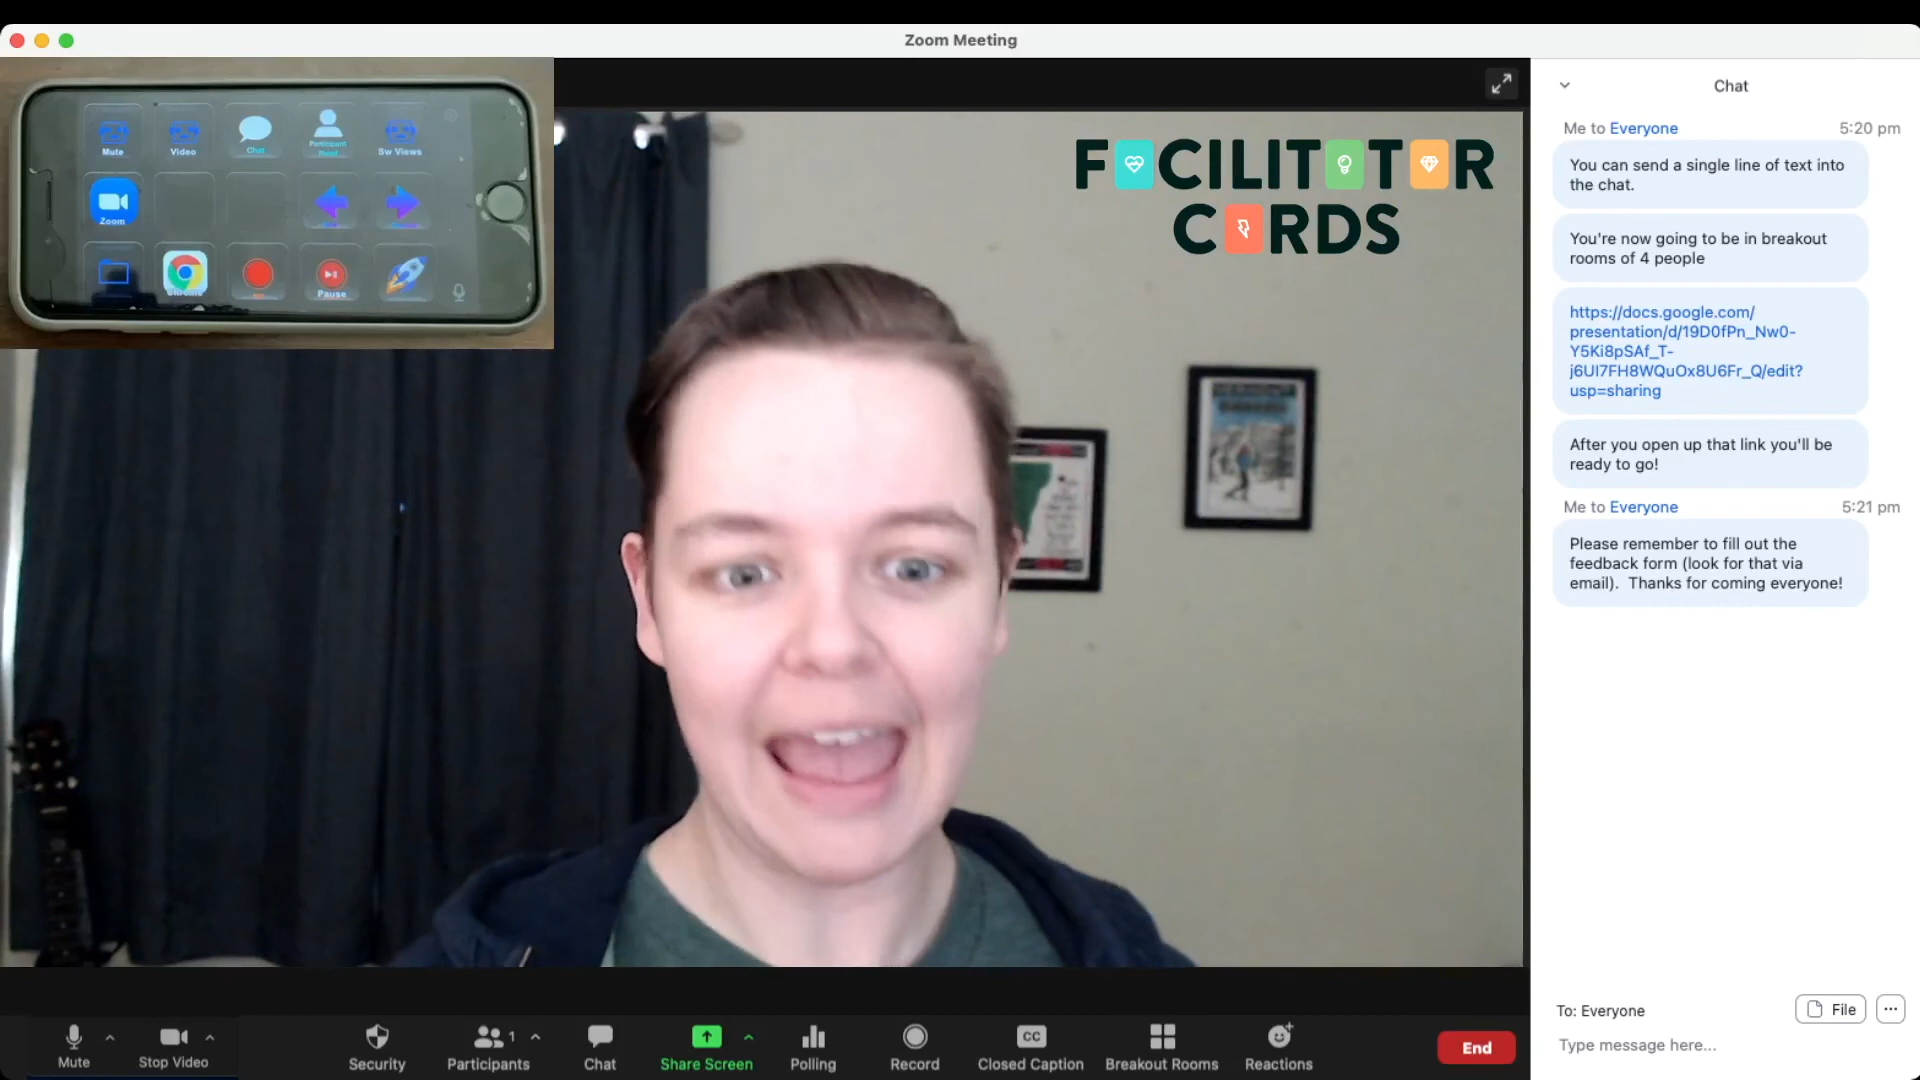 Zoom Meeting
Mute
Video
Chat
Participant
Sw Views
Zoom
Pause
F CILIT T R
C RDS
Chat
Me to Everyone 5:20 pm
You can send a single line of text into
the chat.
You're now going to be in breakout
rooms of 4 people
https://docs.google.com/
presentation/d/19D0fPn_Nw0-
Y5Ki8pSAf_T-
j6UI7FH8WQuOx8U6Fr_Q/edit?
usp=sharing
After you open up that link you'll be
ready to go!
Me to Everyone 5:21 pm
Please remember to fill out the
feedback form (look for that via
email).  Thanks for coming everyone!
To: Everyone
File
Type message here...
Mute
Stop Video
Security
Participants 1
Chat
Share Screen
Polling
Record
CC
Closed Caption
Breakout Rooms
Reactions
End